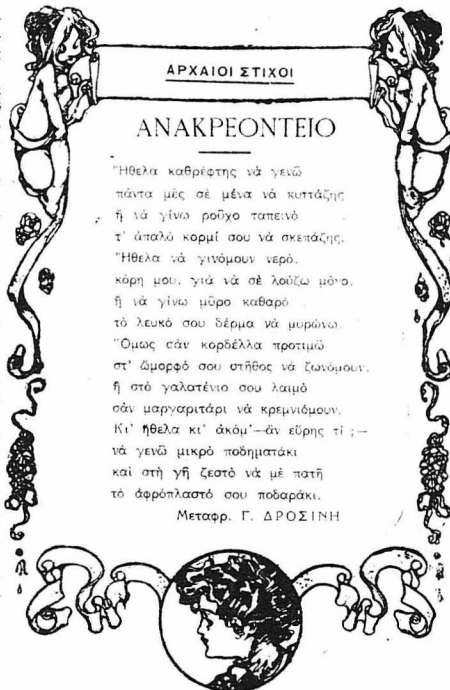 ΑΡΧΑΙΟΙ ΣΤΙΧΟΙ
ΑΝΑΚΡΕΟΝΤΕΙΟ
Ἤθελα καθρέφτης νὰ γενῶ
πάντα μὲς σὲ μένα νὰ κυττάζῃς
ἢ νὰ γίνω ροῦχο ταπεινὸ
τ' ἁπαλὸ κορμί σου νὰ σκεπάζῃς.
Ἤθελα νὰ γινόμουν νερό,
κόρη μου, γιὰ νὰ σὲ λούζω μόνο,
ἢ νὰ γίνω μῦρο καθαρὸ
τὸ λευκό σου δέρμα νὰ μυρώνω.
Ὅμως σὰν κορδέλλα προτιμῶ
στ' ὤμορφό σου στῆθος νὰ ζωνόμουν.
ἢ στὸ γαλατένιο σου λαιμὸ
σὰν μαργαριτάρι νὰ κρεμνιόμουν.
Κι' ἤθελα κι' ἀκόμ'—ἂν εὕρῃς τί ;—
νὰ γενῶ μικρὸ ποδηματάκι
καὶ στὴ γῆ ζεστὸ νὰ μὲ πατῇ
τὸ ἀφρόπλαστό σου ποδαράκι.
Μεταφρ. Γ. ΔΡΟΣΙΝΗ